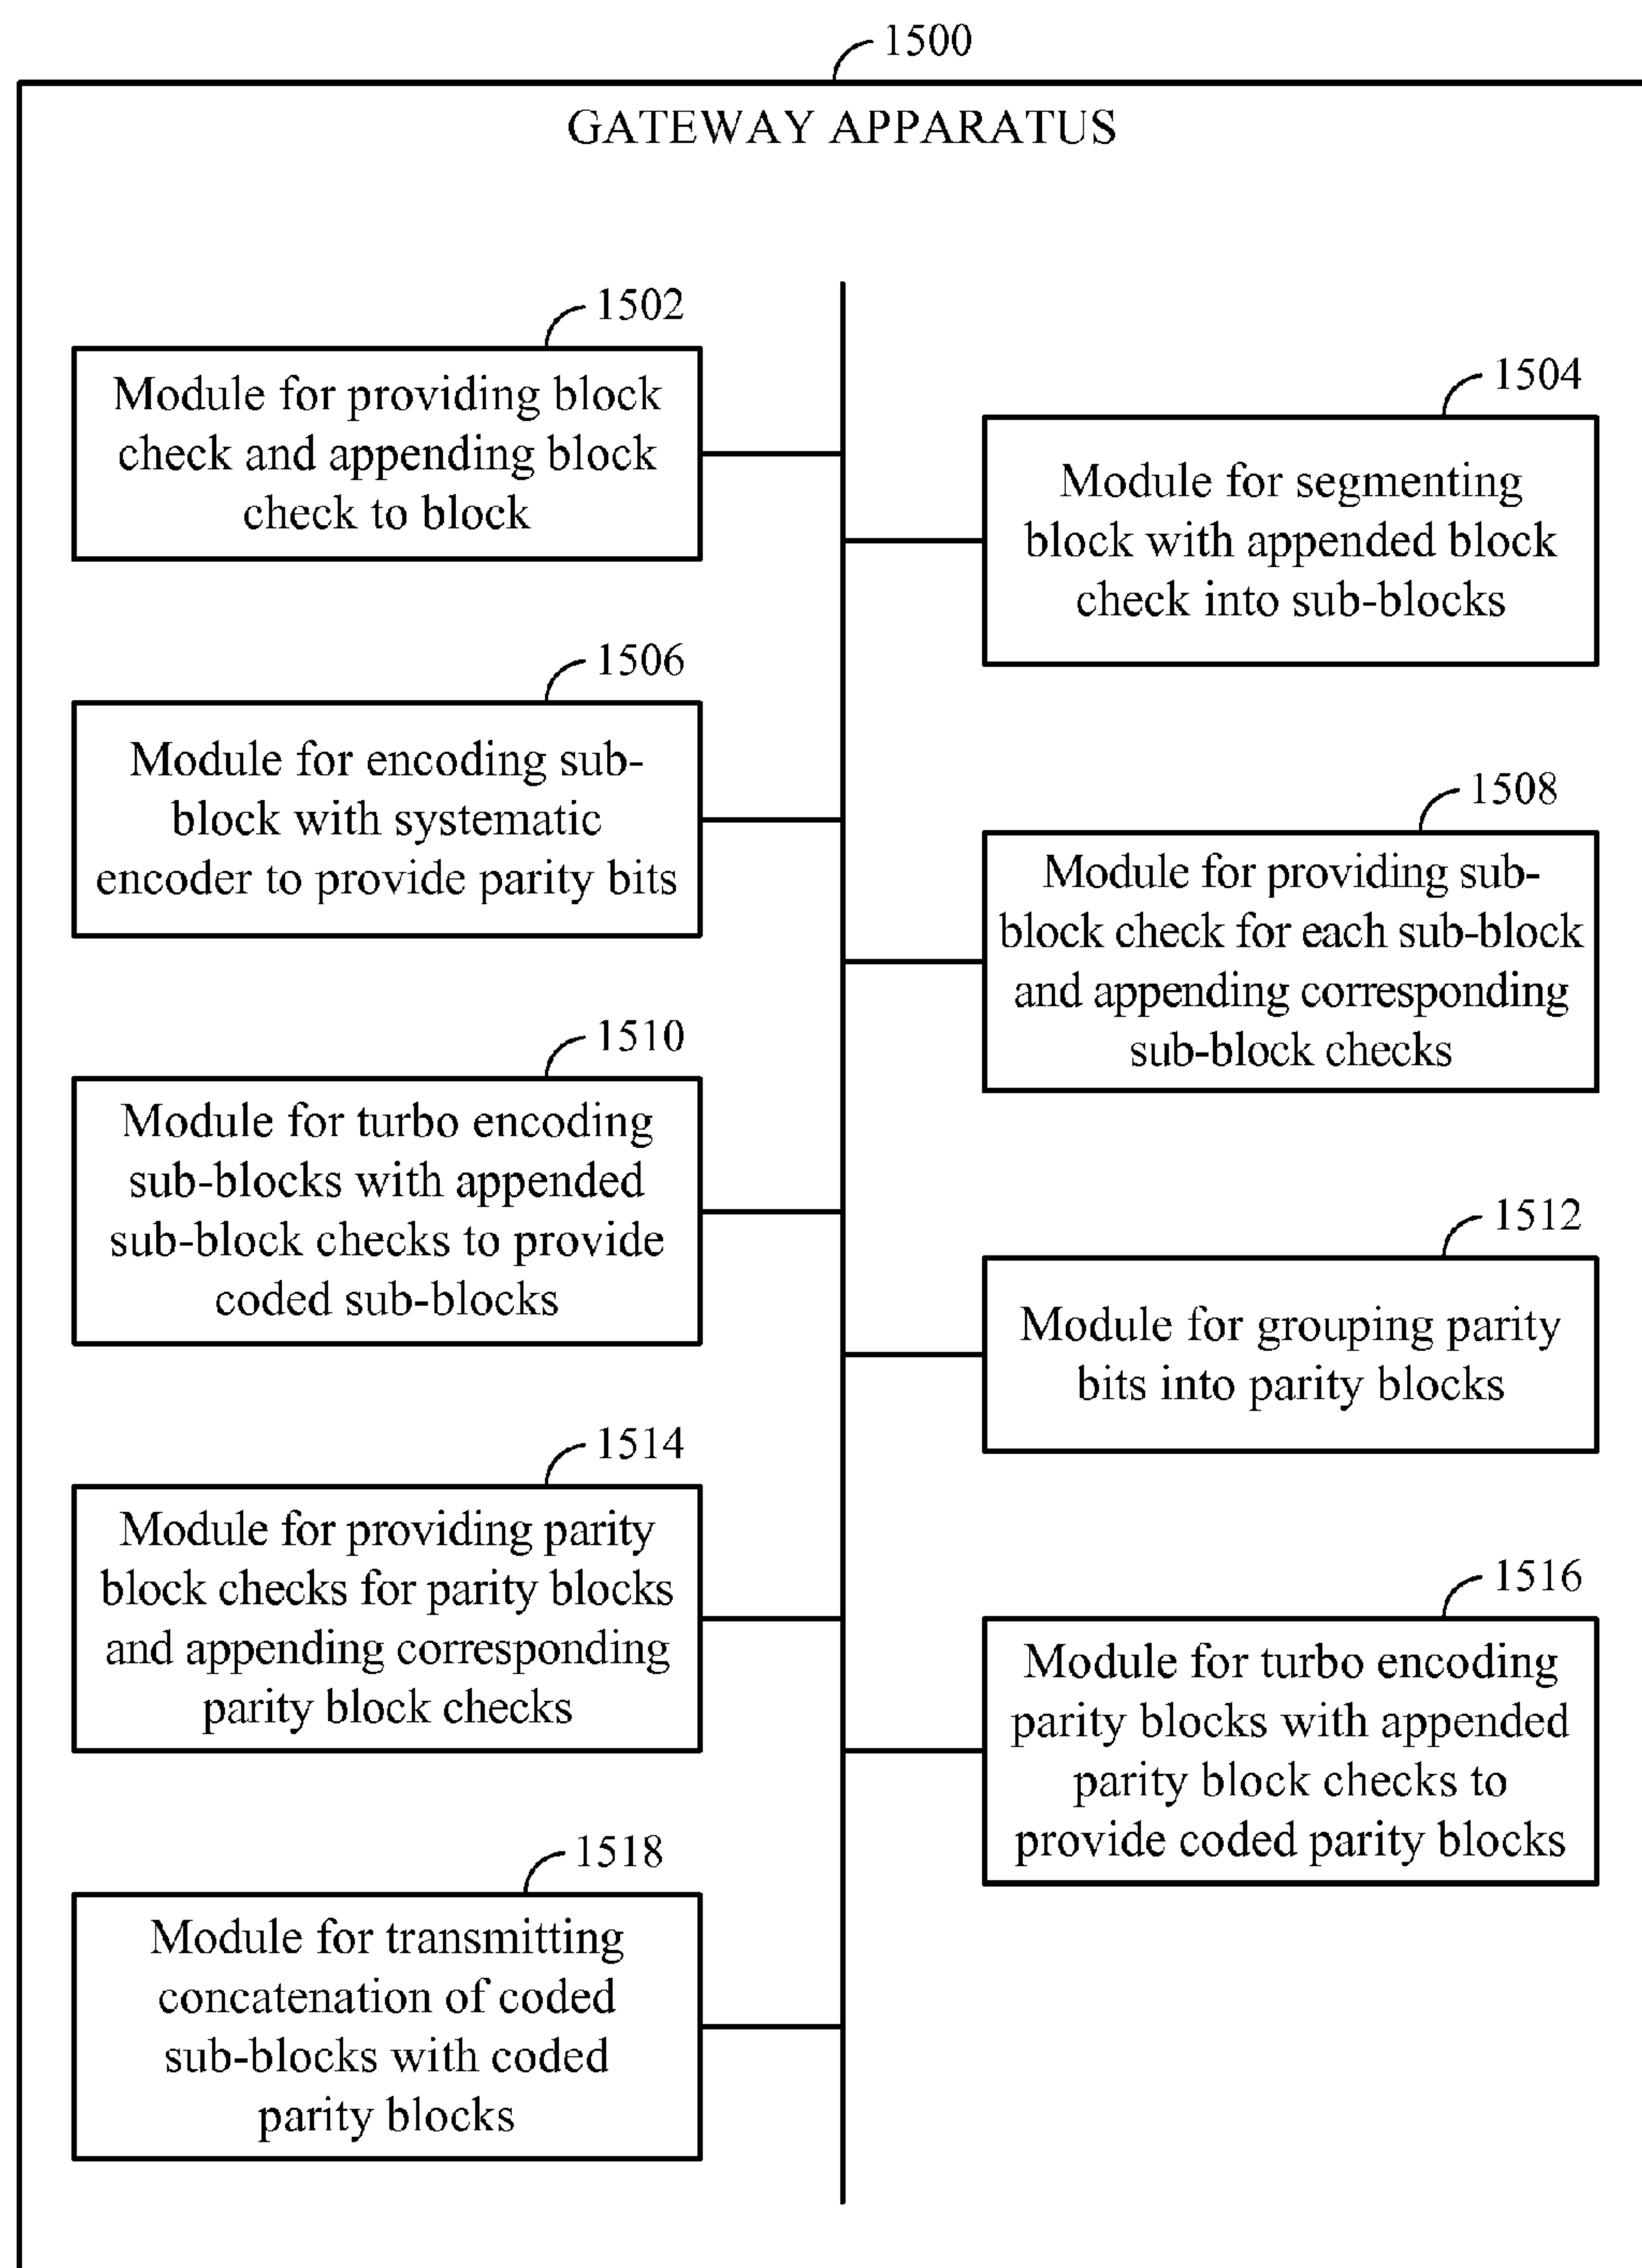 1500
GATEWAY APPARATUS
1502
Module for providing block
check and appending block
check to block
1504
Module for segmenting
block with appended block
check into sub-blocks
1506
Module for encoding sub-
block with systematic
encoder to provide parity bits
1508
Module for providing sub-
block check for each sub-block
and appending corresponding
sub-block checks
1510
Module for turbo encoding
sub-blocks with appended
sub-block checks to provide
coded sub-blocks
1512
Module for grouping parity
bits into parity blocks
1514
Module for providing parity
block checks for parity blocks
and appending corresponding
parity block checks
1516
Module for turbo encoding
parity blocks with appended
parity block checks to
provide coded parity blocks
1518
Module for transmitting
concatenation of coded
sub-blocks with coded
parity blocks